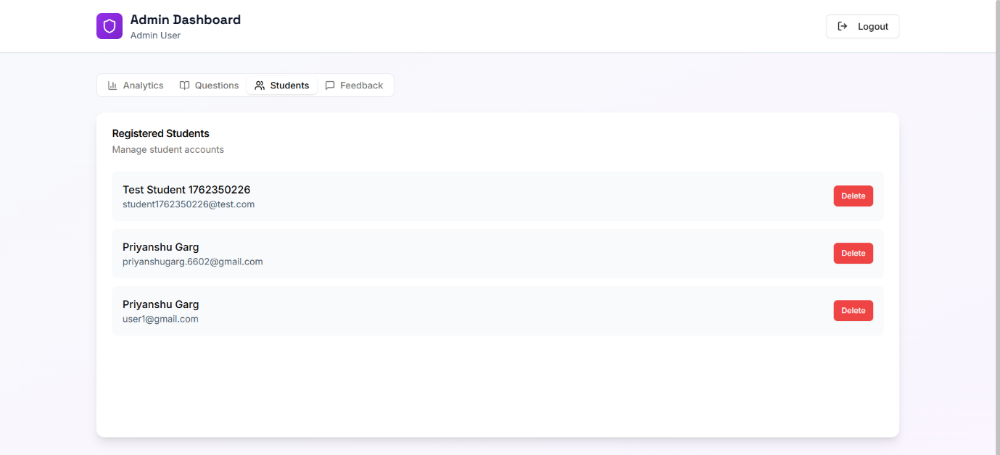 Admin Dashboard
Admin User
Logout
Analytics Questions Students Feedback
Registered Students
Manage student accounts
Test Student 1762350226
student1762350226@test.com
Delete
Priyanshu Garg
priyanshugarg.6602@gmail.com
Delete
Priyanshu Garg
user1@gmail.com
Delete